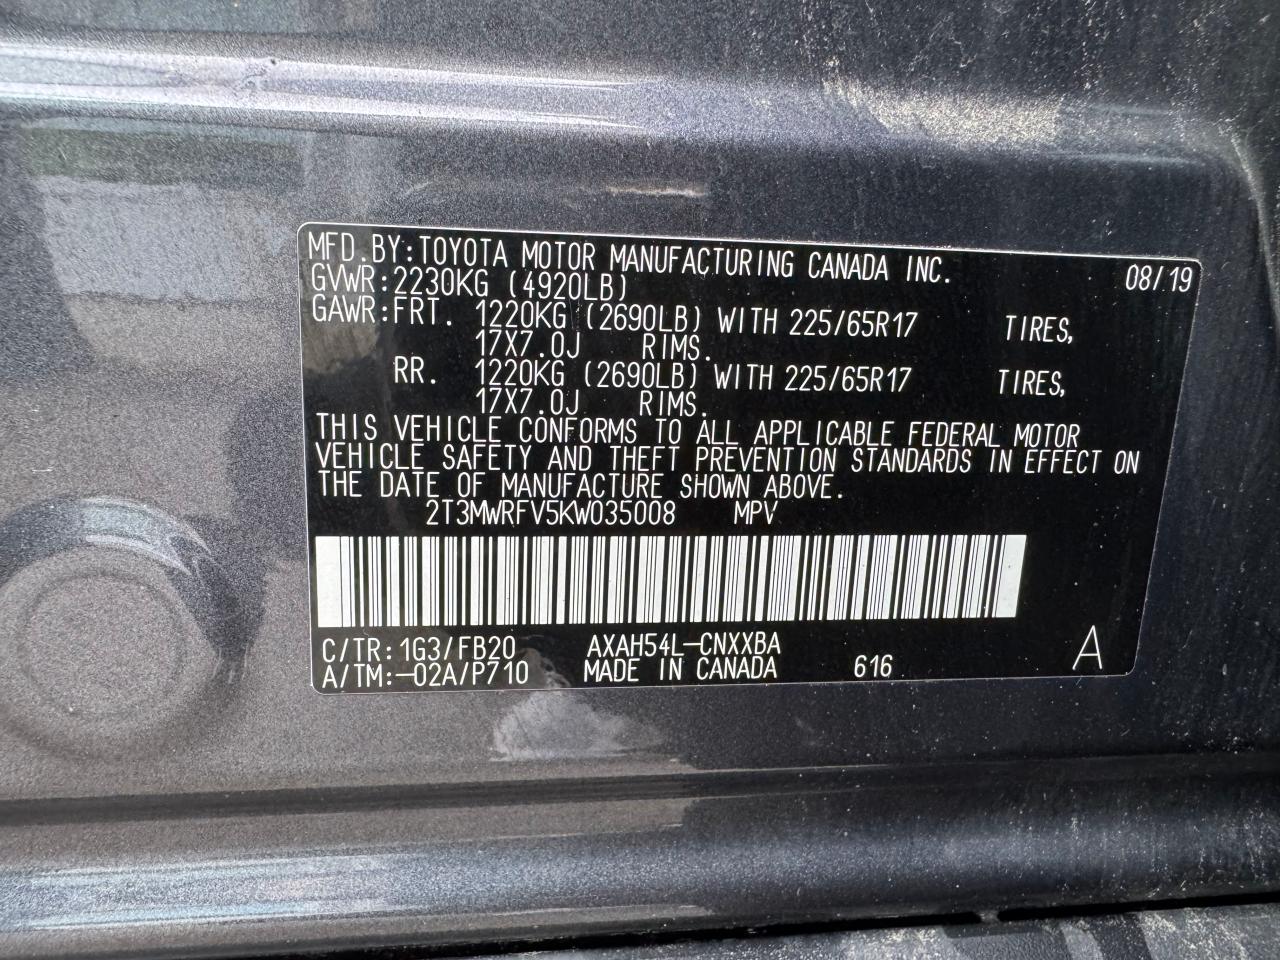 MFD.BY:TOYOTA MOTOR MANUFACTURING CANADA INC. 08/19
GVWR:2230KG (4920LB)
GAWR:FRT. 1220KG (2690LB) WITH 225/65R17 TIRES,
17X7.0J RIMS.
RR. 1220KG (2690LB) WITH 225/65R17 TIRES,
17X7.0J RIMS.
THIS VEHICLE CONFORMS TO ALL APPLICABLE FEDERAL MOTOR
VEHICLE SAFETY AND THEFT PREVENTION STANDARDS IN EFFECT ON
THE DATE OF MANUFACTURE SHOWN ABOVE.
2T3MWRFV5KW035008 MPV
C/TR:1G3/FB20 AXAH54L-CNXXBA
A/TM:-02A/P710 MADE IN CANADA 616 A